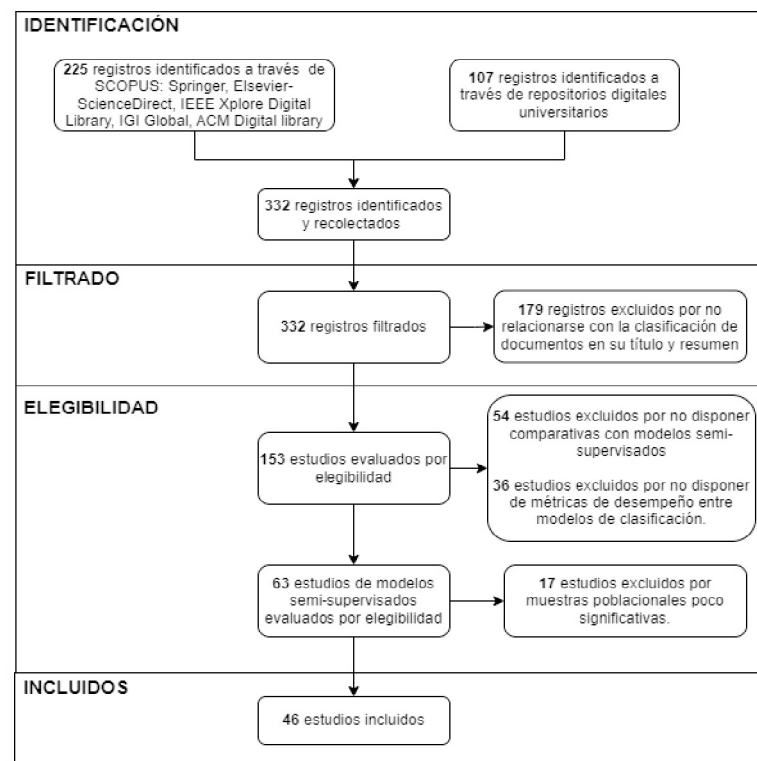 IDENTIFICACIÓN
225 registros identificados a través de
SCOPUS: Springer, Elsevier-
ScienceDirect, IEEE Xplore Digital
Library, IGI Global, ACM Digital library
107 registros identificados a
través de repositorios digitales
universitarios
332 registros identificados
y recolectados
FILTRADO
332 registros filtrados
179 registros excluidos por no
relacionarse con la clasificación de
documentos en su título y resumen
ELEGIBILIDAD
153 estudios evaluados por
elegibilidad
54 estudios excluidos por no disponer
comparativas con modelos semi-
supervisados
36 estudios excluidos por no disponer
de métricas de desempeño entre
modelos de clasificación.
63 estudios de modelos
semi-supervisados
evaluados por elegibilidad
17 estudios excluidos por
muestras poblacionales poco
significativas.
INCLUIDOS
46 estudios incluidos